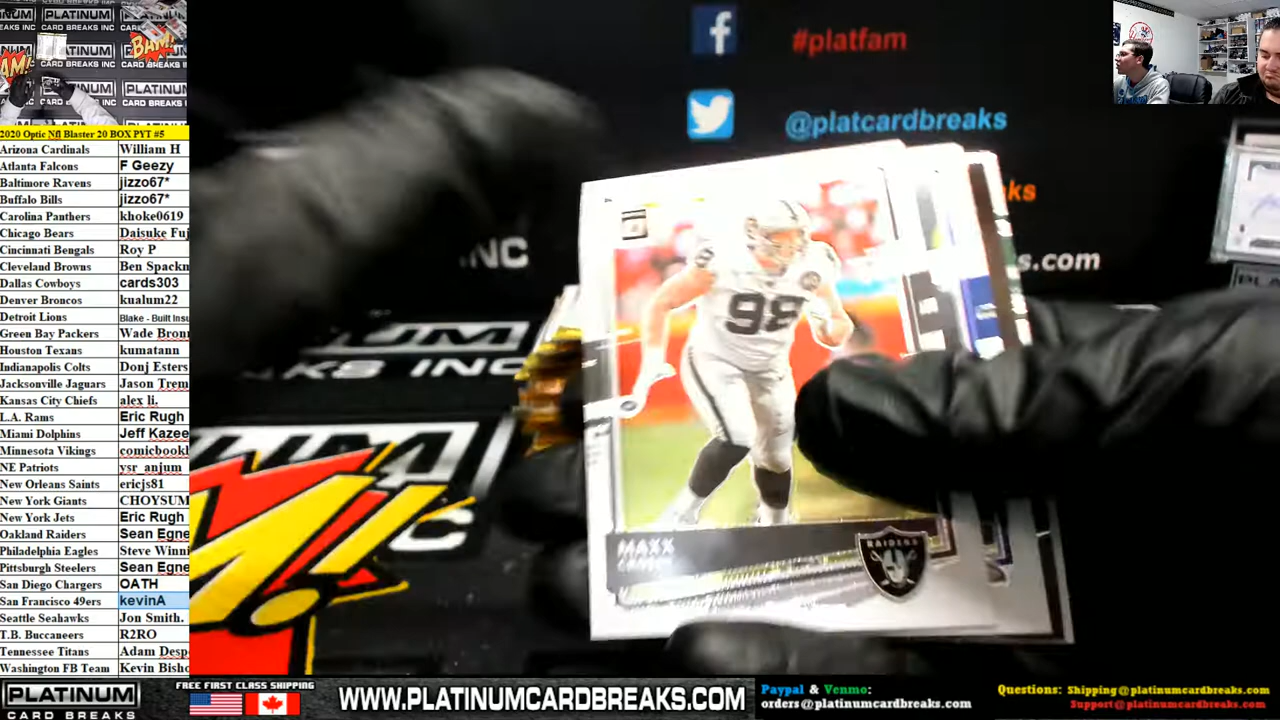 PLATINUM
CARD BREAKS INC
BAM!
#platfam
@platcardbreaks
2020 Optic Nfl Blaster 20 BOX PYT #5
Arizona Cardinals William H
Atlanta Falcons F Geezy
Baltimore Ravens jizzo67*
Buffalo Bills jizzo67*
Carolina Panthers khoke0619
Chicago Bears Daisuke Fuj
Cincinnati Bengals Roy P
Cleveland Browns Ben Spackn
Dallas Cowboys cards303
Denver Broncos kualum22
Detroit Lions Blake - Built Insu
Green Bay Packers Wade Bron
Houston Texans kumatann
Indianapolis Colts Donj Esters
Jacksonville Jaguars Jason Trem
Kansas City Chiefs alex li.
L.A. Rams Eric Rugh
Miami Dolphins Jeff Kazee
Minnesota Vikings comicbookl
NE Patriots ysr_anjum
New Orleans Saints ericjs81
New York Giants CHOYSUM
New York Jets Eric Rugh
Oakland Raiders Sean Egne
Philadelphia Eagles Steve Winni
Pittsburgh Steelers Sean Egne
San Diego Chargers OATH
San Francisco 49ers kevinA
Seattle Seahawks Jon Smith.
T.B. Buccaneers R2RO
Tennessee Titans Adam Desp
Washington FB Team Kevin Bisho
s.com
98
MAXX
RAIDERS
PLATINUM
CARD BREAKS
FREE FIRST CLASS SHIPPING
WWW.PLATINUMCARDBREAKS.COM
Paypal & Venmo:
orders@platinumcardbreaks.com
Questions: Shipping@platinumcardbreaks.com
Support@platinumcardbreaks.com